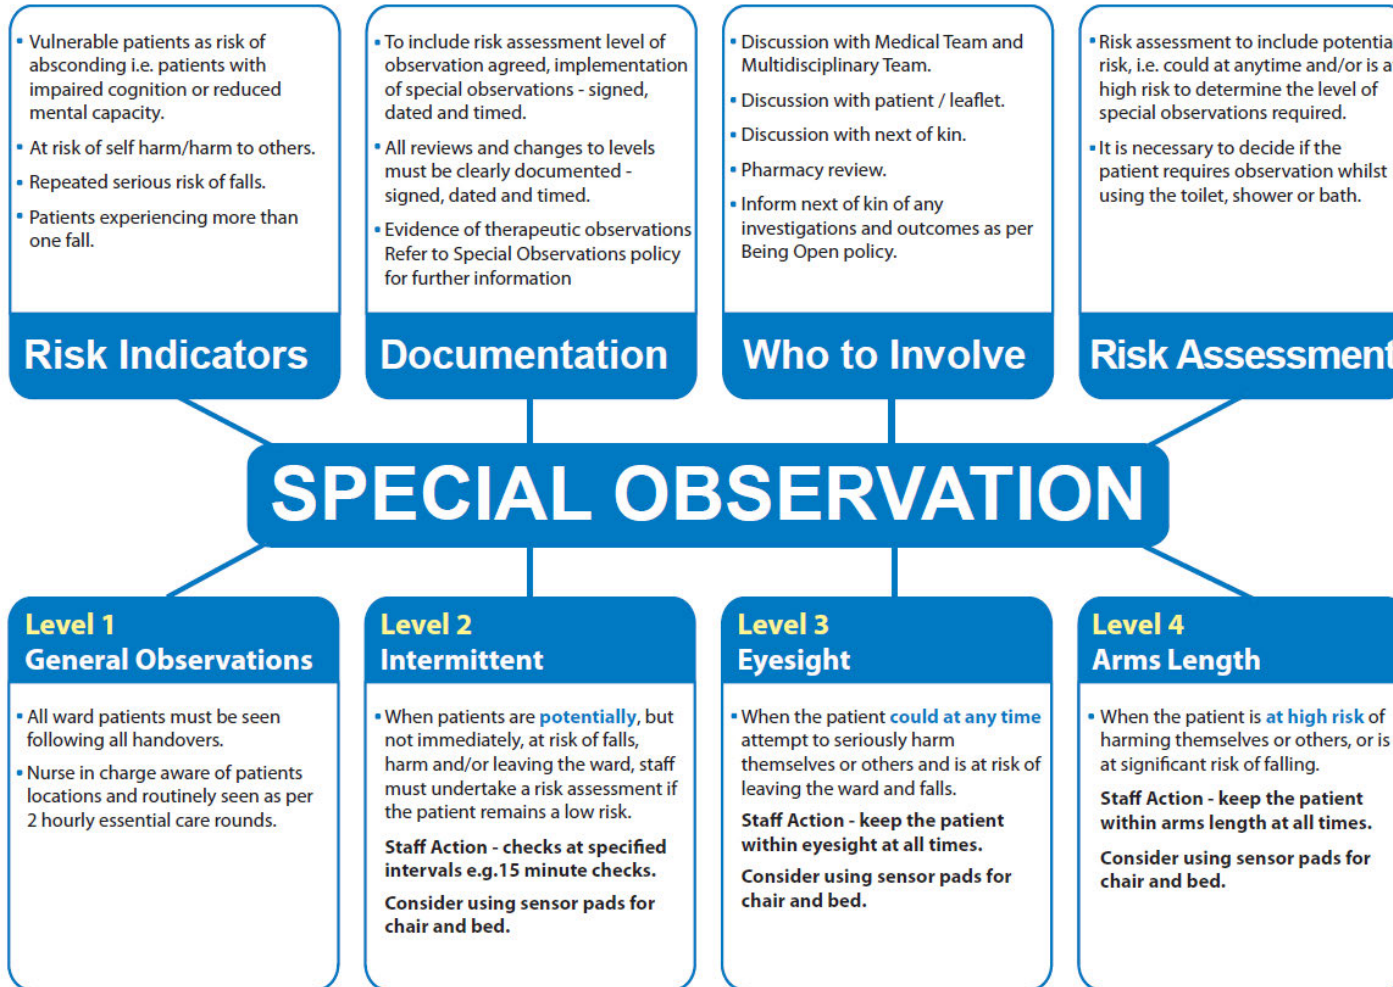 ▪ Vulnerable patients as risk of
absconding i.e. patients with
impaired cognition or reduced
mental capacity.
▪ At risk of self harm/harm to others.
▪ Repeated serious risk of falls.
▪ Patients experiencing more than
one fall.
Risk Indicators
▪ To include risk assessment level of
observation agreed, implementation
of special observations - signed,
dated and timed.
▪ All reviews and changes to levels
must be clearly documented -
signed, dated and timed.
▪ Evidence of therapeutic observations
Refer to Special Observations policy
for further information
Documentation
▪ Discussion with Medical Team and
Multidisciplinary Team.
▪ Discussion with patient / leaflet.
▪ Discussion with next of kin.
▪ Pharmacy review.
▪ Inform next of kin of any
investigations and outcomes as per
Being Open policy.
Who to Involve
▪ Risk assessment to include potentia
risk, i.e. could at anytime and/or is a
high risk to determine the level of
special observations required.
▪ It is necessary to decide if the
patient requires observation whilst
using the toilet, shower or bath.
Risk Assessment
SPECIAL OBSERVATION
Level 1
General Observations
▪ All ward patients must be seen
following all handovers.
▪ Nurse in charge aware of patients
locations and routinely seen as per
2 hourly essential care rounds.
Level 2
Intermittent
▪ When patients are potentially, but
not immediately, at risk of falls,
harm and/or leaving the ward, staff
must undertake a risk assessment if
the patient remains a low risk.
Staff Action - checks at specified
intervals e.g.15 minute checks.
Consider using sensor pads for
chair and bed.
Level 3
Eyesight
▪ When the patient could at any time
attempt to seriously harm
themselves or others and is at risk of
leaving the ward and falls.
Staff Action - keep the patient
within eyesight at all times.
Consider using sensor pads for
chair and bed.
Level 4
Arms Length
▪ When the patient is at high risk of
harming themselves or others, or is
at significant risk of falling.
Staff Action - keep the patient
within arms length at all times.
Consider using sensor pads for
chair and bed.